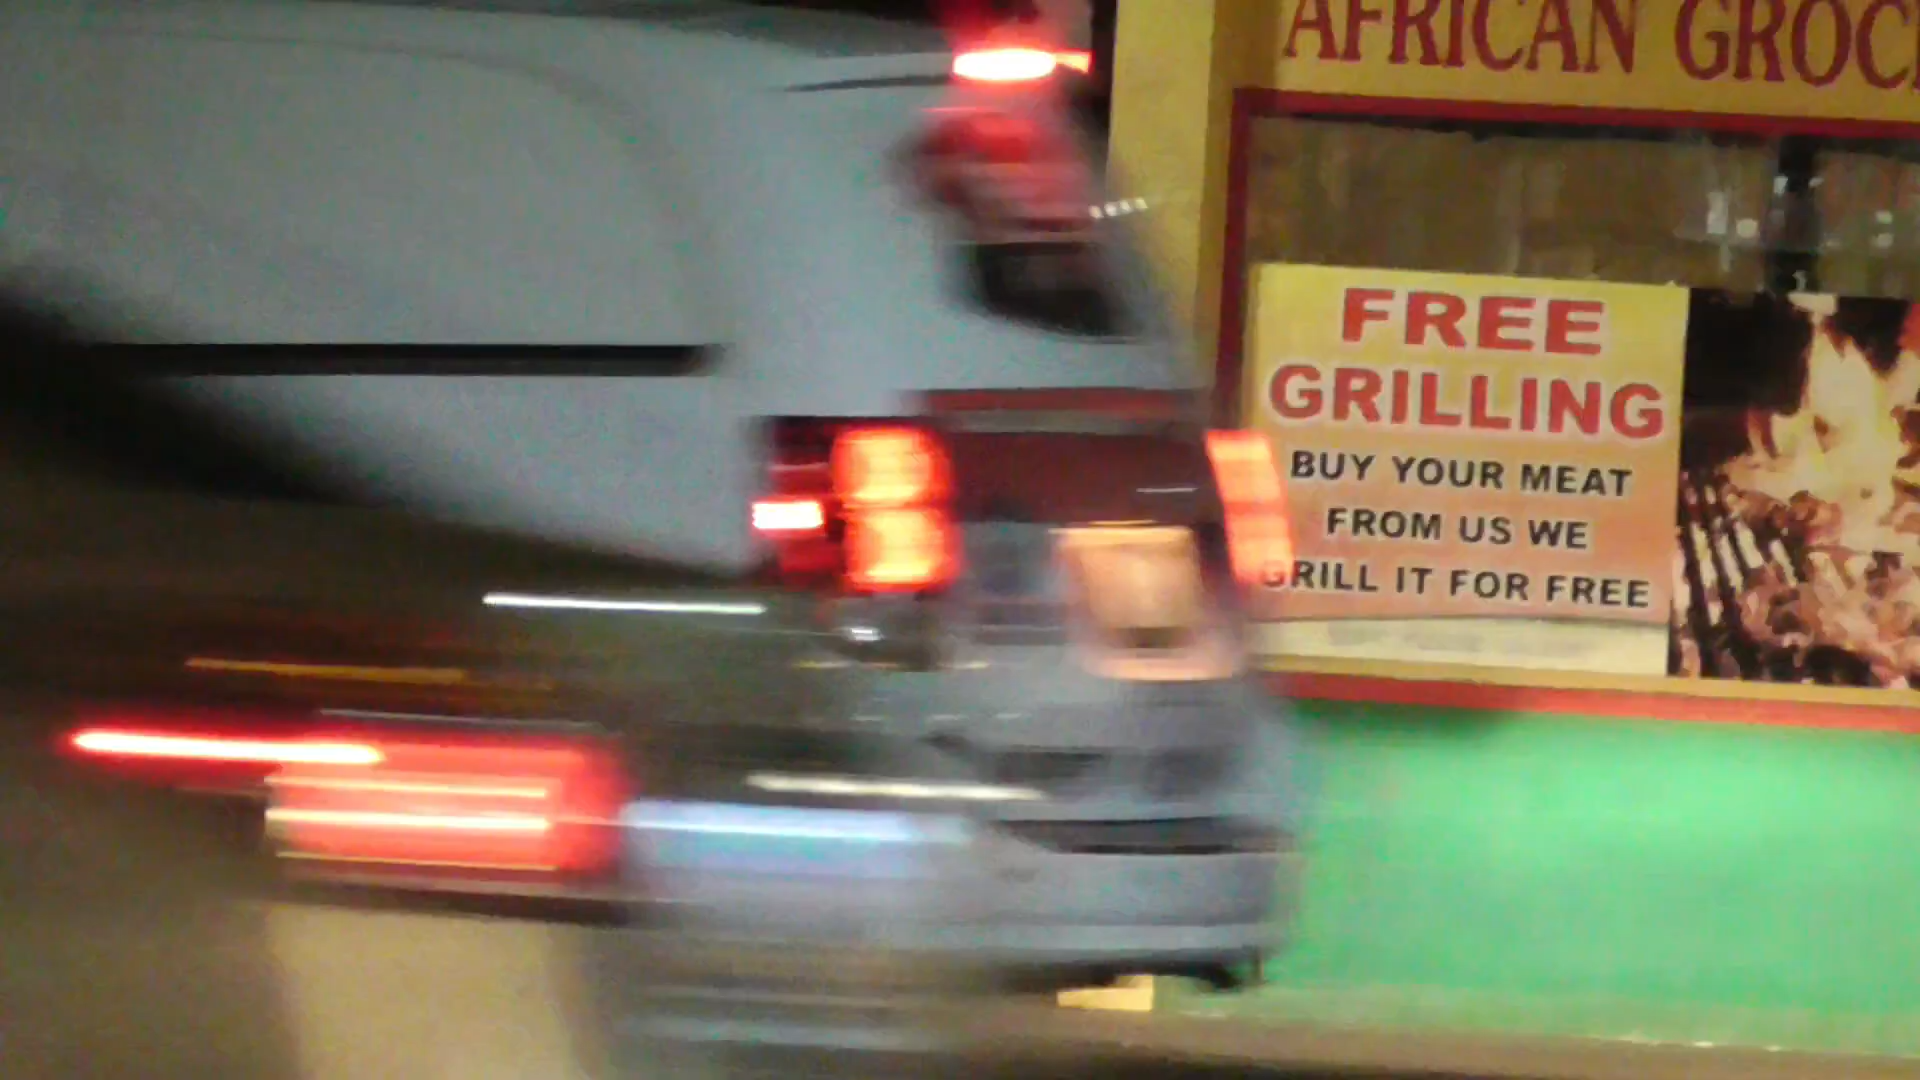 AFRICAN GROC
FREE
GRILLING
BUY YOUR MEAT
FROM US WE
GRILL IT FOR FREE